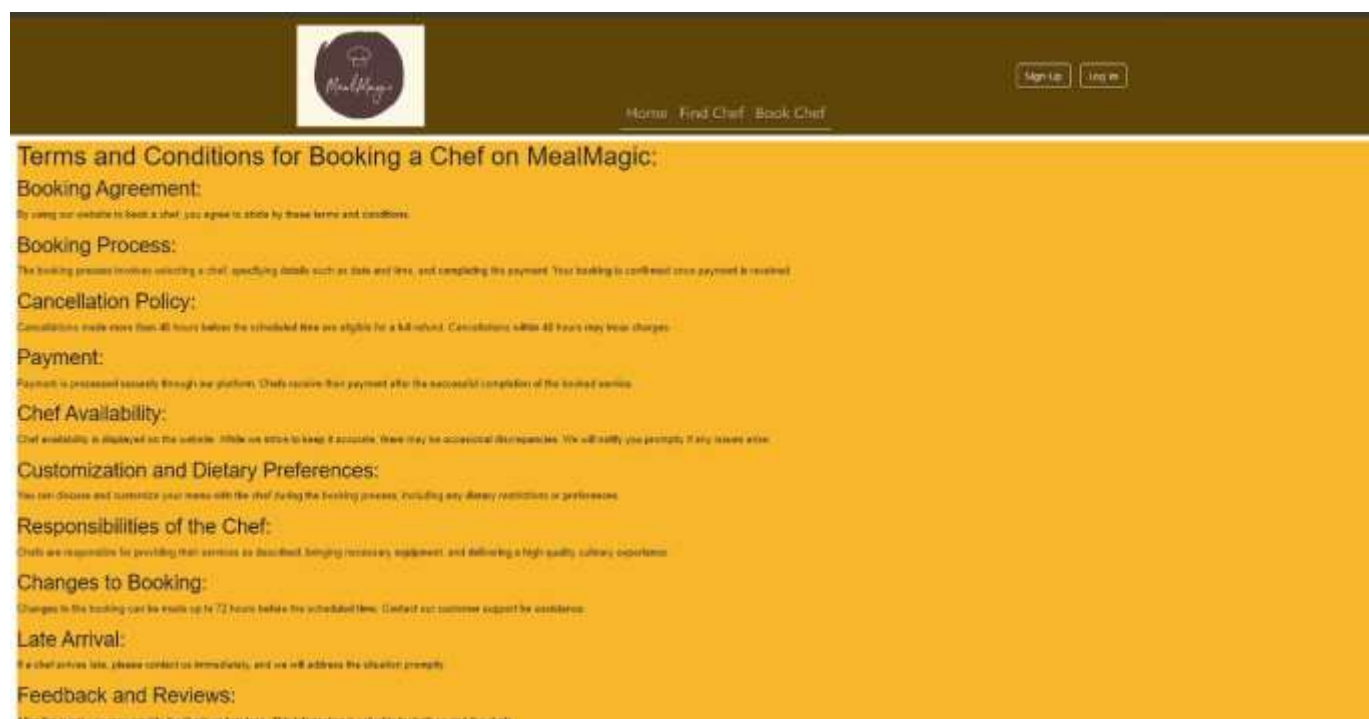 MealMagic
Sign Up Log in
Home Find Chef Book Chef
Terms and Conditions for Booking a Chef on MealMagic:
Booking Agreement:
By using our website to book a chef, you agree to abide by these terms and conditions.
Booking Process:
The booking process involves selecting a chef, specifying details such as date and time, and completing the payment. Your booking is confirmed once payment is received.
Cancellation Policy:
Cancellations made more than 48 hours before the scheduled time are eligible for a full refund. Cancellations within 48 hours may incur charges.
Payment:
Payment is processed securely through our platform. Chefs receive their payment after the successful completion of the booked service.
Chef Availability:
Chef availability is displayed on the website. While we strive to keep it accurate, there may be occasional discrepancies. We will notify you promptly if any issues arise.
Customization and Dietary Preferences:
You can discuss and customize your menu with the chef during the booking process, including any dietary restrictions or preferences.
Responsibilities of the Chef:
Chefs are responsible for providing their services as described, bringing necessary equipment, and delivering a high-quality culinary experience.
Changes to Booking:
Changes to the booking can be made up to 72 hours before the scheduled time. Contact our customer support for assistance.
Late Arrival:
If a chef arrives late, please contact us immediately, and we will address the situation promptly.
Feedback and Reviews: